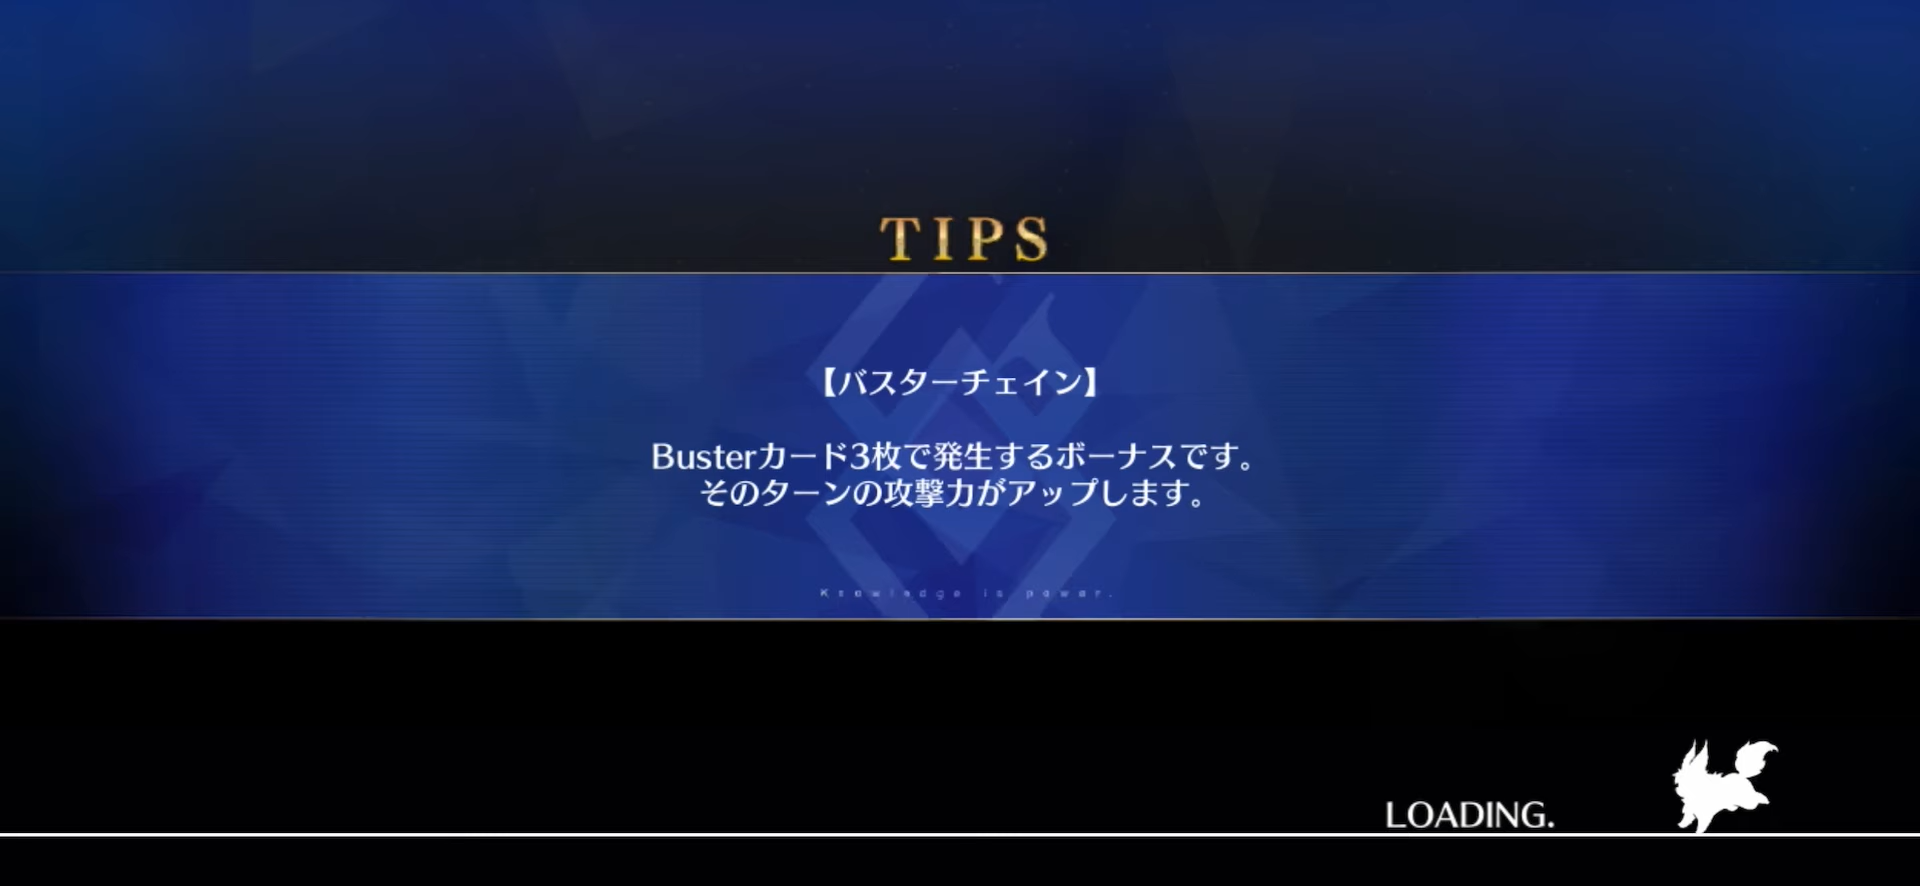 TIPS
【バスターチェイン】
Busterカード3枚で発生するボーナスです。
そのターンの攻撃力がアップします。
Knowledge is power.
LOADING.